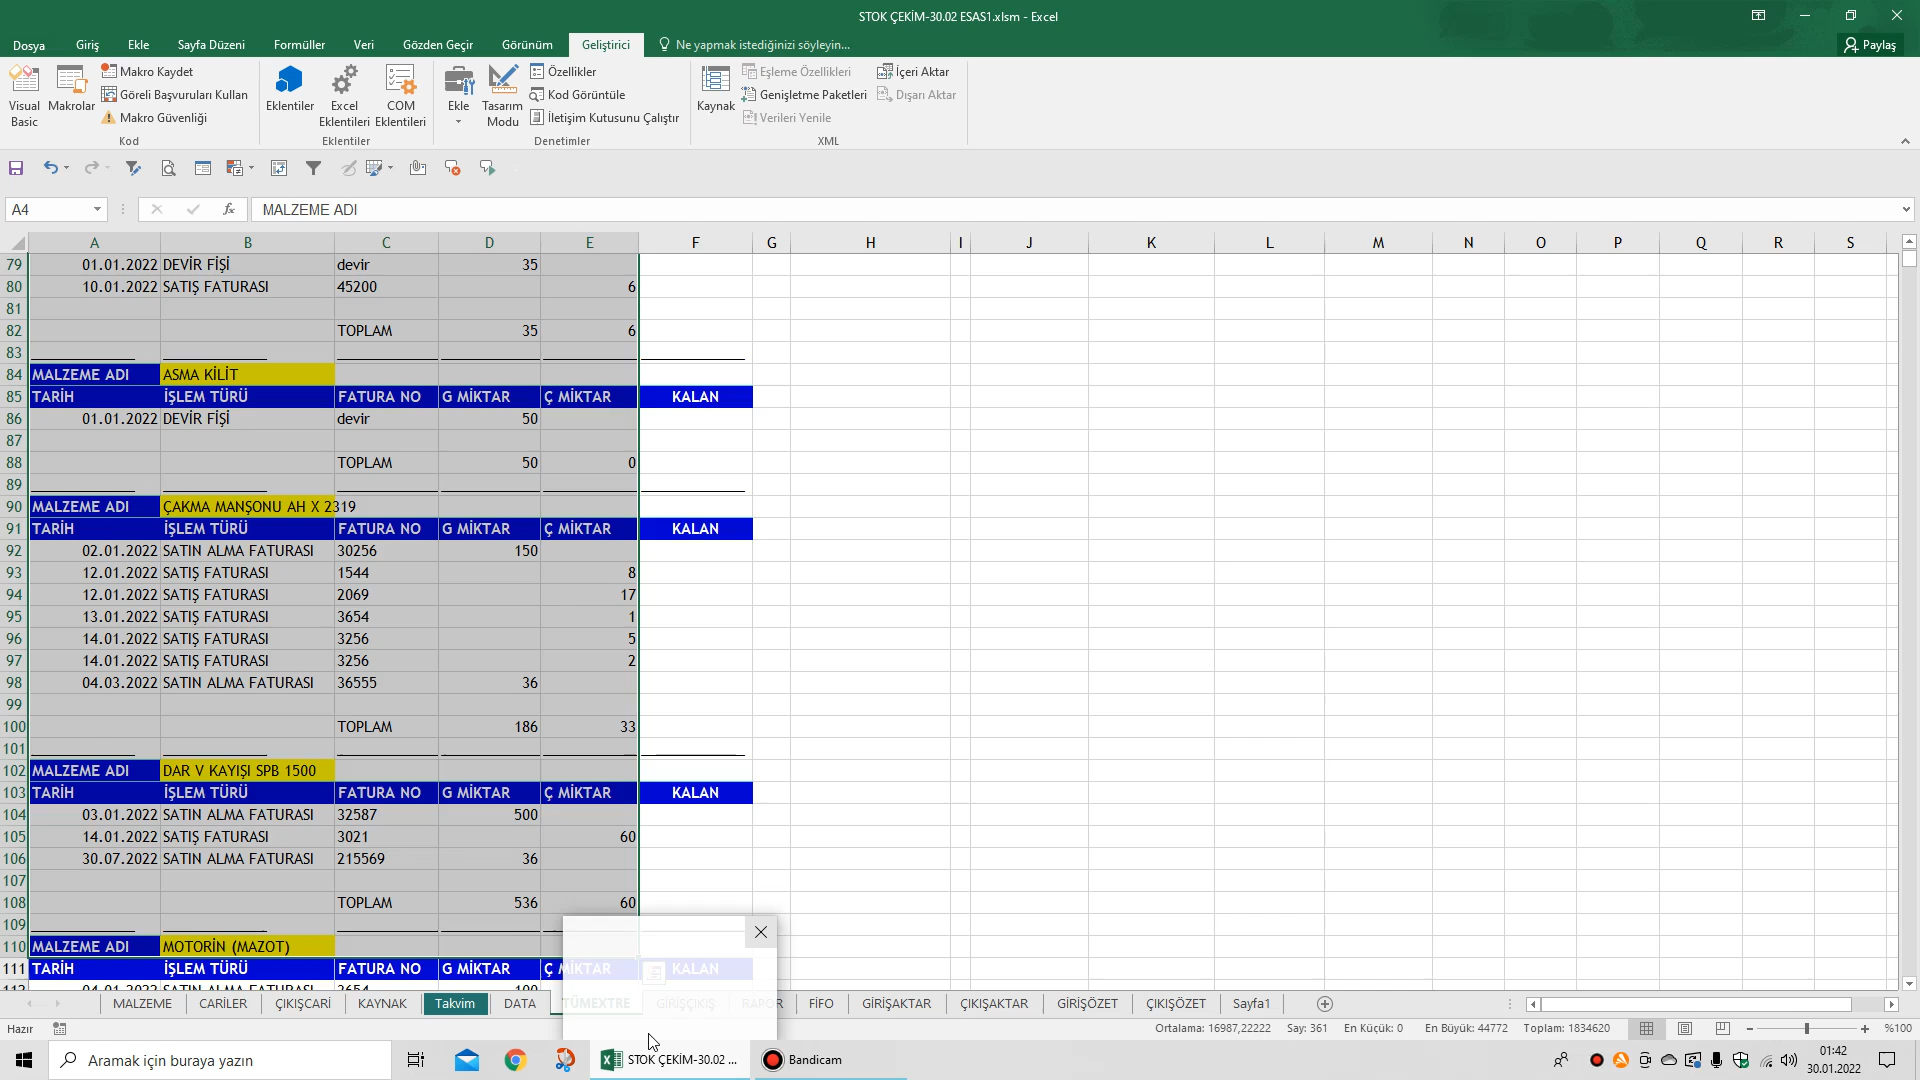 STOK ÇEKİM-30.02 ESAS1.xlsm - Excel
Dosya Giriş Ekle Sayfa Düzeni Formüller Veri Gözden Geçir Görünüm Geliştirici Ne yapmak istediğinizi söyleyin... Paylaş
Visual Basic
Makrolar
Makro Kaydet
Göreli Başvuruları Kullan
Makro Güvenliği
Kod
Eklentiler
Excel Eklentileri
COM Eklentileri
Eklentiler
Ekle
Tasarım Modu
Özellikler
Kod Görüntüle
İletişim Kutusunu Çalıştır
Denetimler
Kaynak
Eşleme Özellikleri
Genişletme Paketleri
Verileri Yenile
İçeri Aktar
Dışarı Aktar
XML
A4 fx MALZEME ADI
A B C D E F G H I J K L M N O P Q R S
79 01.01.2022 DEVİR FİŞİ devir 35
80 10.01.2022 SATIŞ FATURASI 45200 6
81
82 TOPLAM 35 6
83
84 MALZEME ADI ASMA KİLİT
85 TARİH İŞLEM TÜRÜ FATURA NO G MİKTAR Ç MİKTAR KALAN
86 01.01.2022 DEVİR FİŞİ devir 50
87
88 TOPLAM 50 0
89
90 MALZEME ADI ÇAKMA MANŞONU AH X 2319
91 TARİH İŞLEM TÜRÜ FATURA NO G MİKTAR Ç MİKTAR KALAN
92 02.01.2022 SATIN ALMA FATURASI 30256 150
93 12.01.2022 SATIŞ FATURASI 1544 8
94 12.01.2022 SATIŞ FATURASI 2069 17
95 13.01.2022 SATIŞ FATURASI 3654 1
96 14.01.2022 SATIŞ FATURASI 3256 5
97 14.01.2022 SATIŞ FATURASI 3256 2
98 04.03.2022 SATIN ALMA FATURASI 36555 36
99
100 TOPLAM 186 33
101
102 MALZEME ADI DAR V KAYIŞI SPB 1500
103 TARİH İŞLEM TÜRÜ FATURA NO G MİKTAR Ç MİKTAR KALAN
104 03.01.2022 SATIN ALMA FATURASI 32587 500
105 14.01.2022 SATIŞ FATURASI 3021 60
106 30.07.2022 SATIN ALMA FATURASI 215569 36
107
108 TOPLAM 536 60
109
110 MALZEME ADI MOTORİN (MAZOT)
111 TARİH İŞLEM TÜRÜ FATURA NO G MİKTAR Ç MİKTAR KALAN
MALZEME CARİLER ÇIKIŞCARİ KAYNAK Takvim DATA TÜMEXTRE GİRİŞÇIKIŞ RAPOR FİFO GİRİŞAKTAR ÇIKIŞAKTAR GİRİŞÖZET ÇIKIŞÖZET Sayfa1
Hazır Ortalama: 16987,22222 Say: 361 En Küçük: 0 En Büyük: 44772 Toplam: 1834620 %100
Aramak için buraya yazın STOK ÇEKİM-30.02 ... Bandicam
01:42
30.01.2022